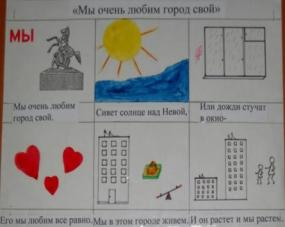 «Мы очень любим город свой»
МЫ
Мы очень любим
город свой.
Сияет солнце над Невой,
Или дожди стучат
в окно-
Его мы любим все равно.
Мы в этом городе живем,
И он растет и мы растем.